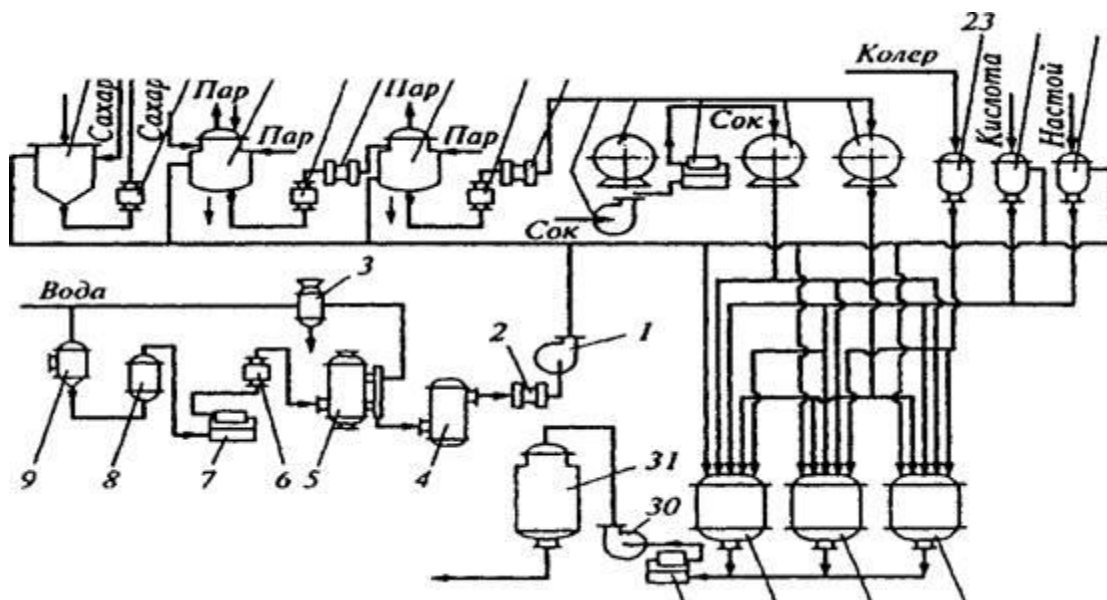 23
Колер
Кислота
Настой
Сахар
Сахар
Пар
Пар
Пар
Пар
Сок
Сок
Вода
3
1
2
9
8
7
6
5
4
31
30